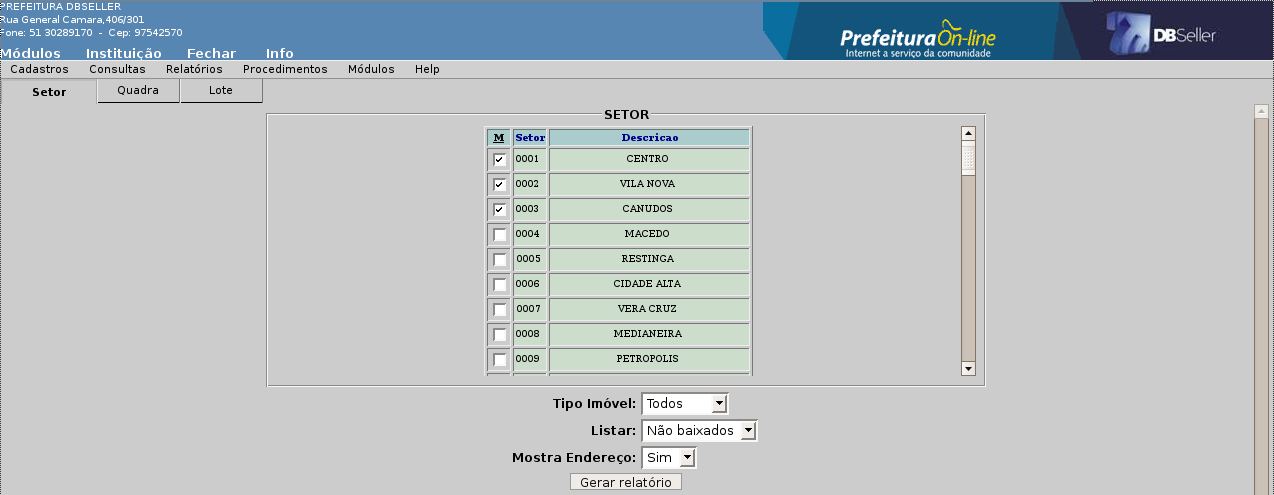 PREFEITURA DBSELLER
Rua General Camara,406/301
Fone: 51 30289170 - Cep: 97542570
Módulos Instituição Fechar Info
PrefeituraOn-line
Internet a serviço da comunidade
DBSeller
Cadastros Consultas Relatórios Procedimentos Módulos Help
Setor Quadra Lote
SETOR
M Setor Descricao
0001 CENTRO
0002 VILA NOVA
0003 CANUDOS
0004 MACEDO
0005 RESTINGA
0006 CIDADE ALTA
0007 VERA CRUZ
0008 MEDIANEIRA
0009 PETROPOLIS
Tipo Imóvel: Todos
Listar: Não baixados
Mostra Endereço: Sim
Gerar relatório